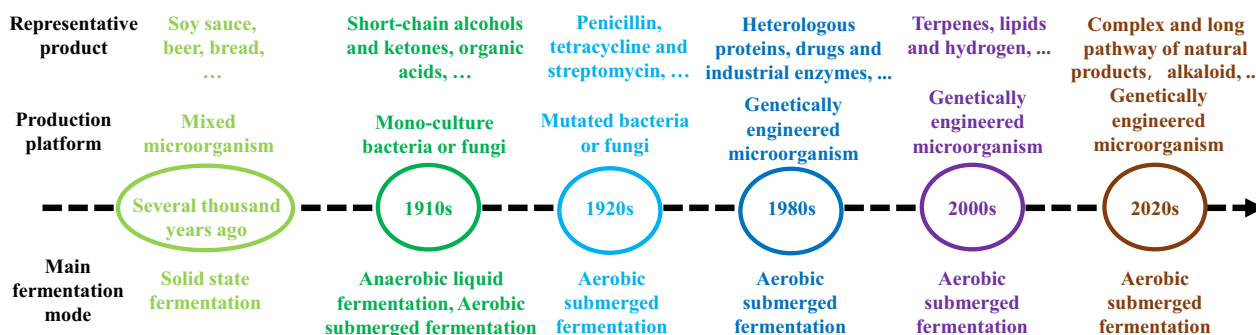 Representative
product
Soy sauce,
beer, bread,
…
Short-chain alcohols
and ketones, organic
acids, …
Penicillin,
tetracycline and
streptomycin, …
Heterologous
proteins, drugs and
industrial enzymes, ...
Terpenes, lipids
and hydrogen, ...
Complex and long
pathway of natural
products, alkaloid, ..
Production
platform
Mixed
microorganism
Mono-culture
bacteria or fungi
Mutated bacteria
or fungi
Genetically
engineered
microorganism
Genetically
engineered
microorganism
Genetically
engineered
microorganism
Several thousand
years ago
1910s
1920s
1980s
2000s
2020s
Main
fermentation
mode
Solid state
fermentation
Anaerobic liquid
fermentation, Aerobic
submerged fermentation
Aerobic
submerged
fermentation
Aerobic
submerged
fermentation
Aerobic
submerged
fermentation
Aerobic
submerged
fermentation